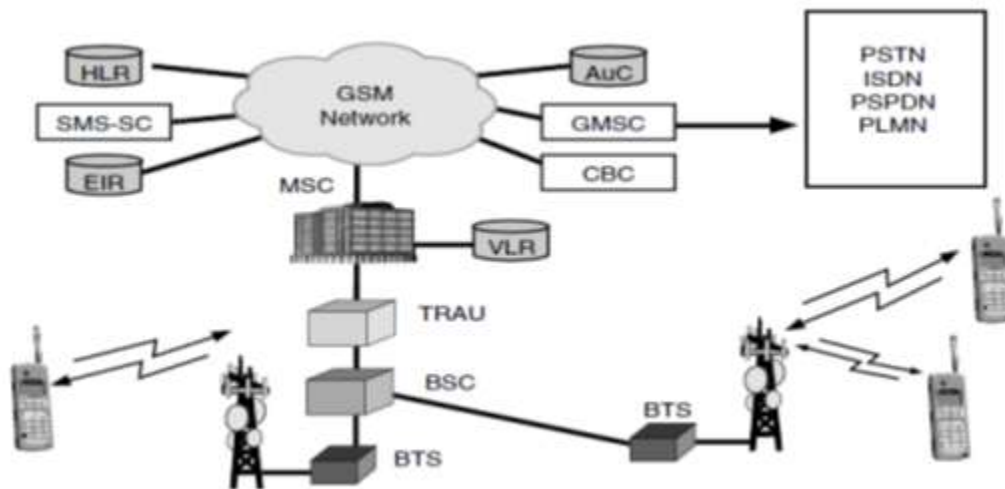 HLR
SMS-SC
EIR
GSM
Network
AuC
GMSC
CBC
PSTN
ISDN
PSPDN
PLMN
MSC
VLR
TRAU
BSC
BTS
BTS